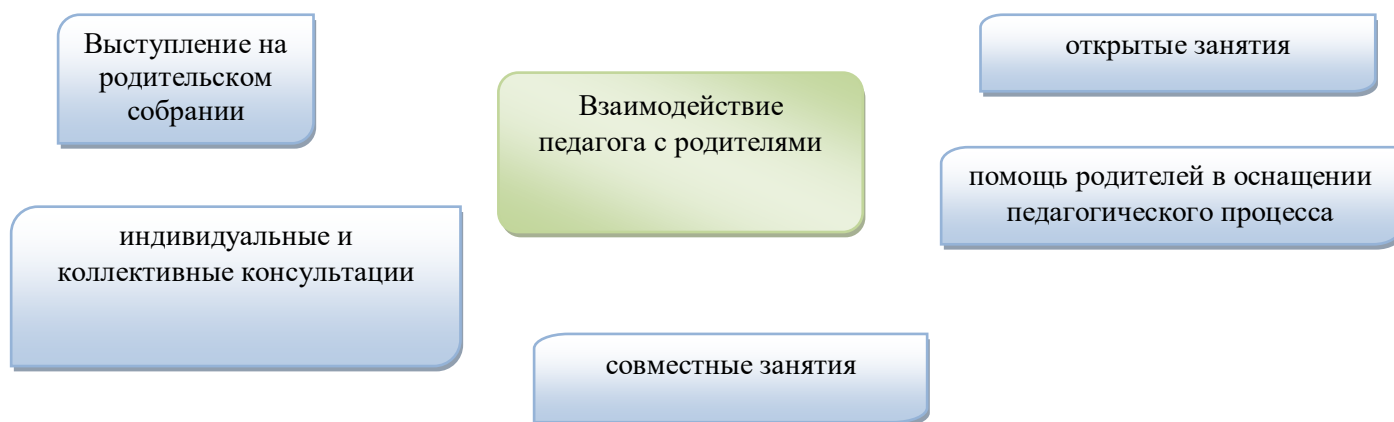 Выступление на
родительском
собрании
Взаимодействие
педагога с родителями
открытые занятия
помощь родителей в оснащении
педагогического процесса
индивидуальные и
коллективные консультации
совместные занятия